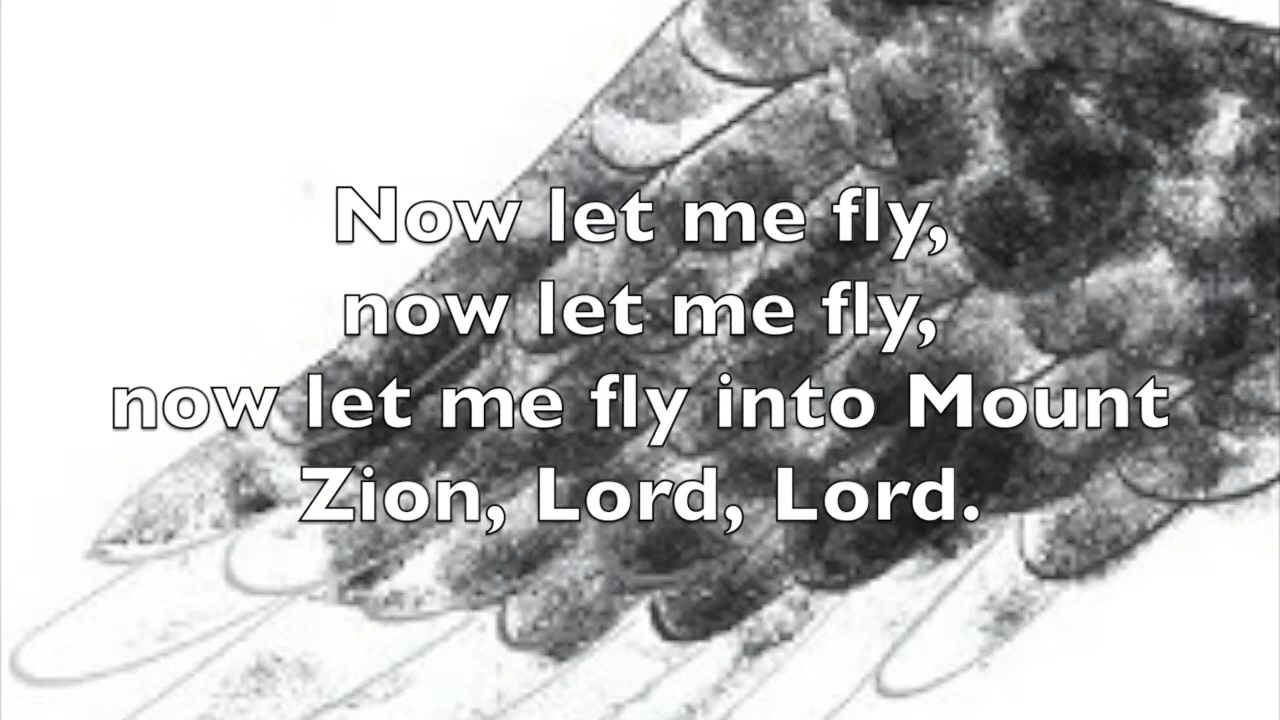 Now let me fly,
now let me fly,
now let me fly into Mount
Zion, Lord, Lord.